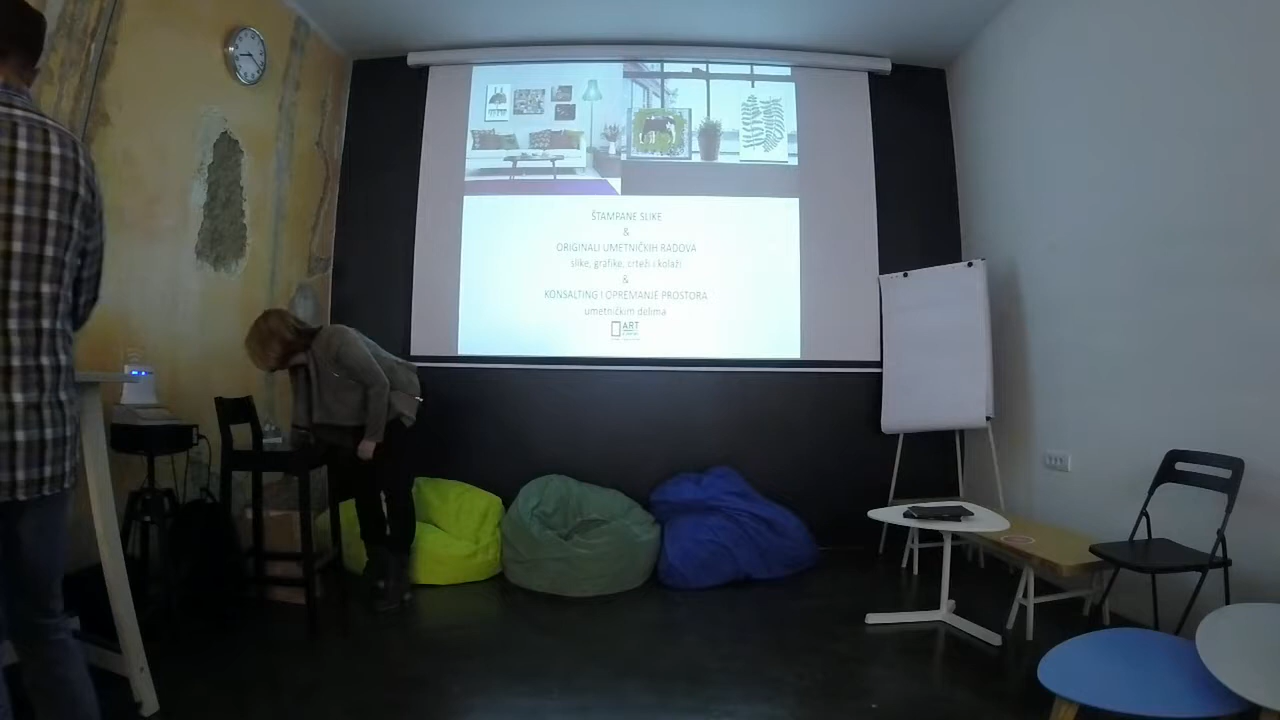 ŠTAMPANE SLIKE
&
ORIGINALI UMETNIČKIH RADOVA
slike, grafike, crteži i kolaži
&
KONSALTING I OPREMANJE PROSTORA
umetničkim delima
ART